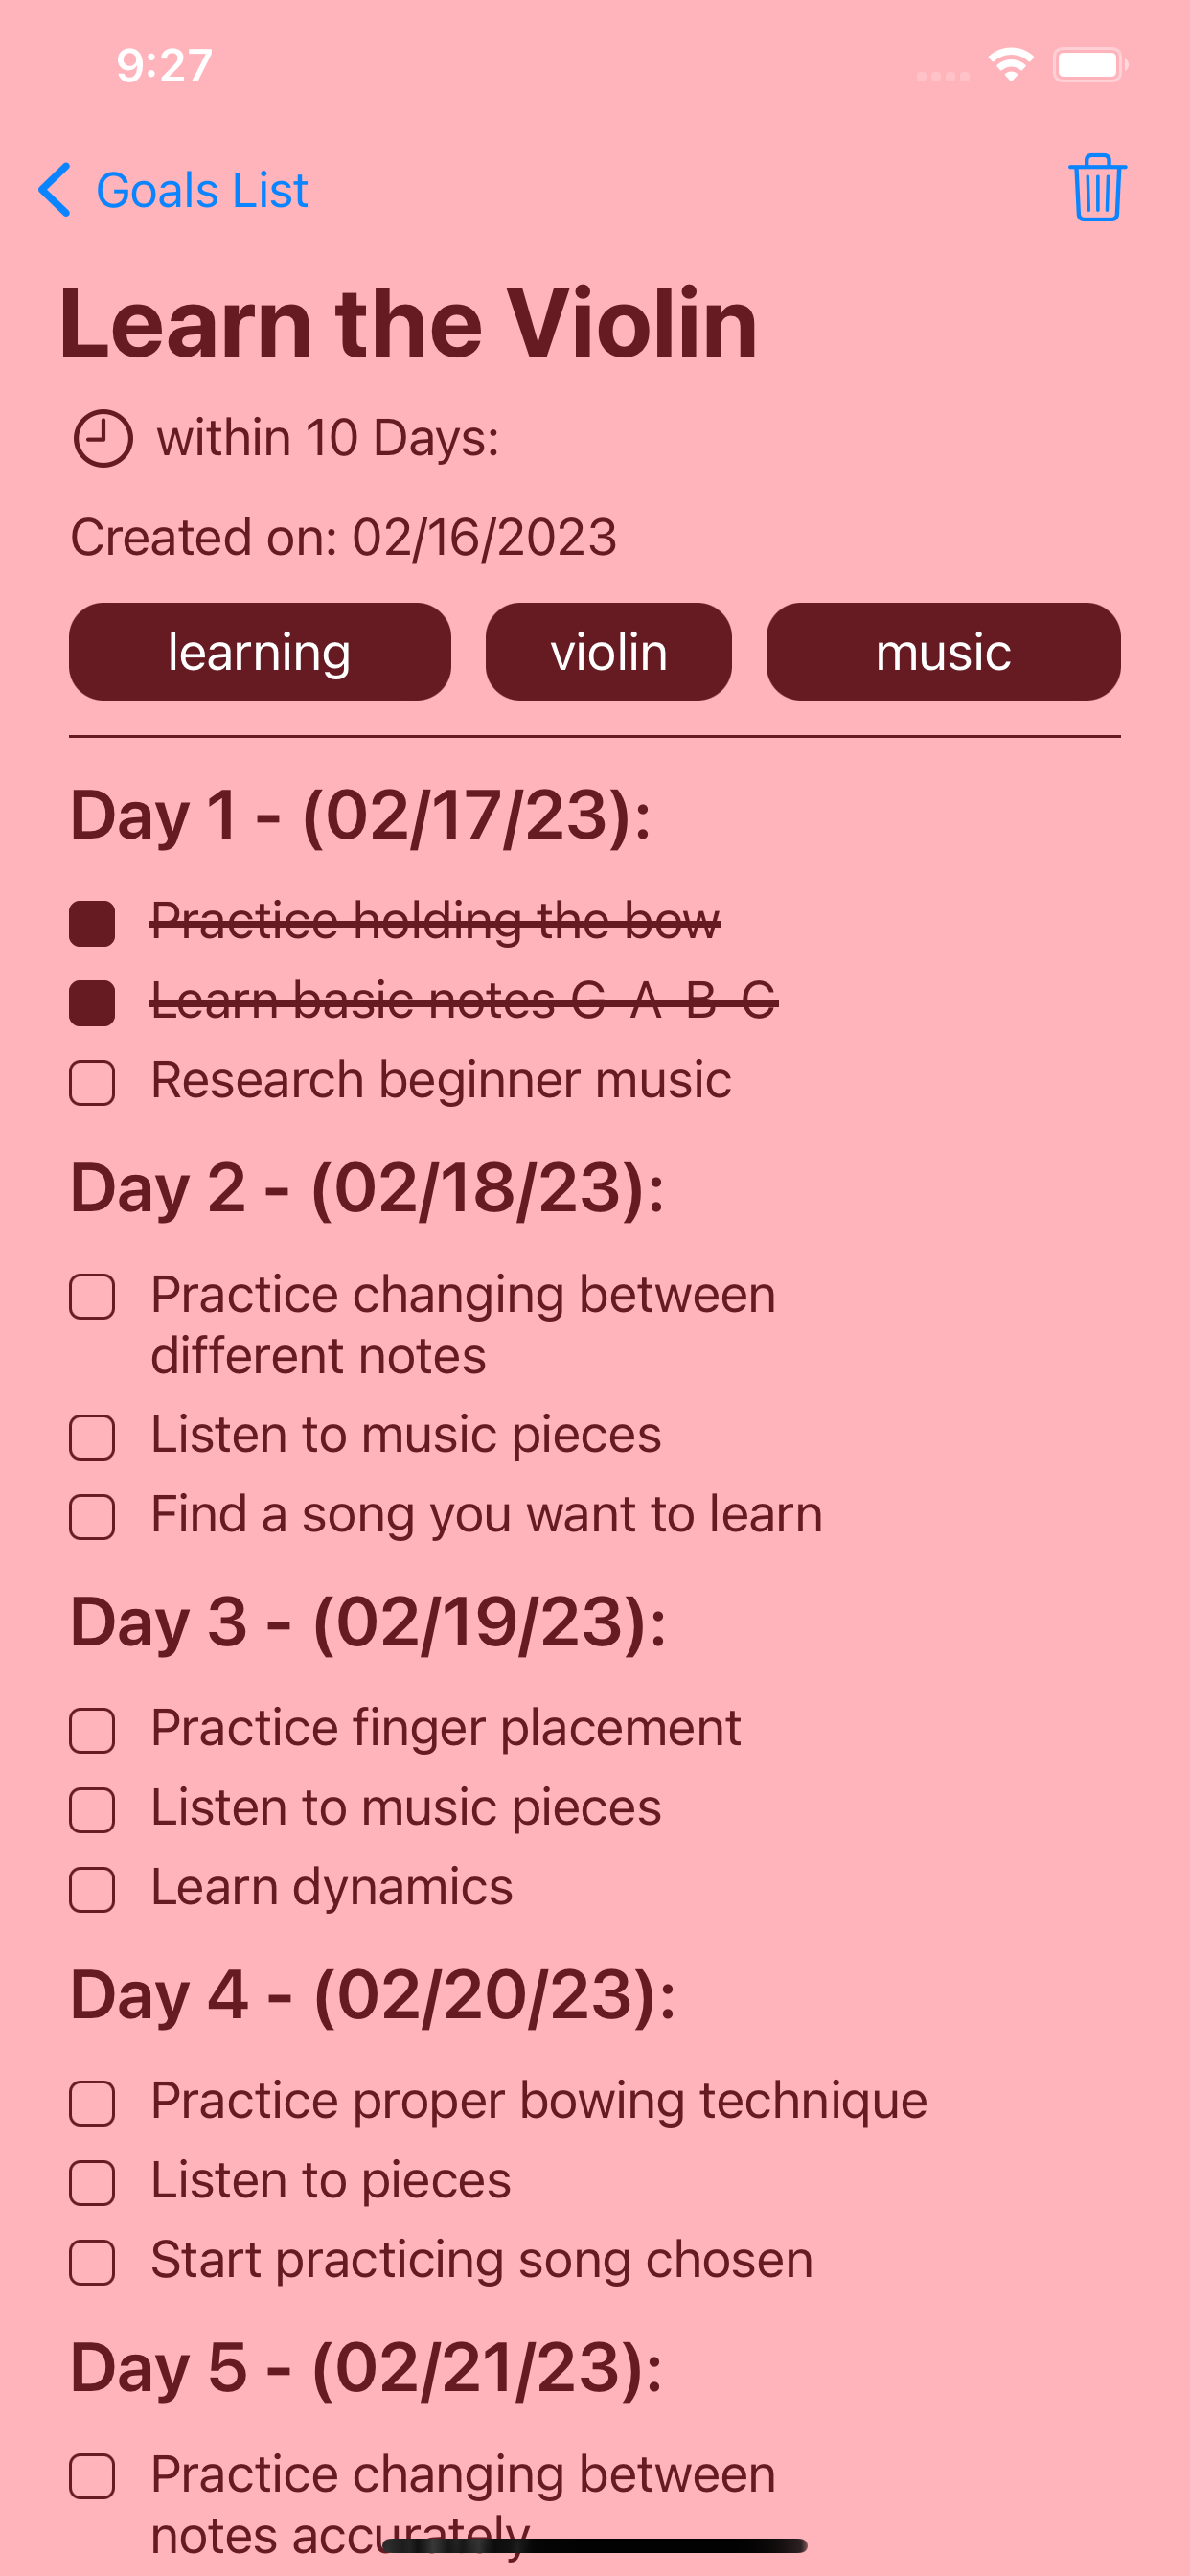 9:27
Goals List
Learn the Violin
within 10 Days:
Created on: 02/16/2023
learning violin music
Day 1 - (02/17/23):
Practice holding the bow
Learn basic notes G A B C
Research beginner music
Day 2 - (02/18/23):
Practice changing between
different notes
Listen to music pieces
Find a song you want to learn
Day 3 - (02/19/23):
Practice finger placement
Listen to music pieces
Learn dynamics
Day 4 - (02/20/23):
Practice proper bowing technique
Listen to pieces
Start practicing song chosen
Day 5 - (02/21/23):
Practice changing between
notes accurately